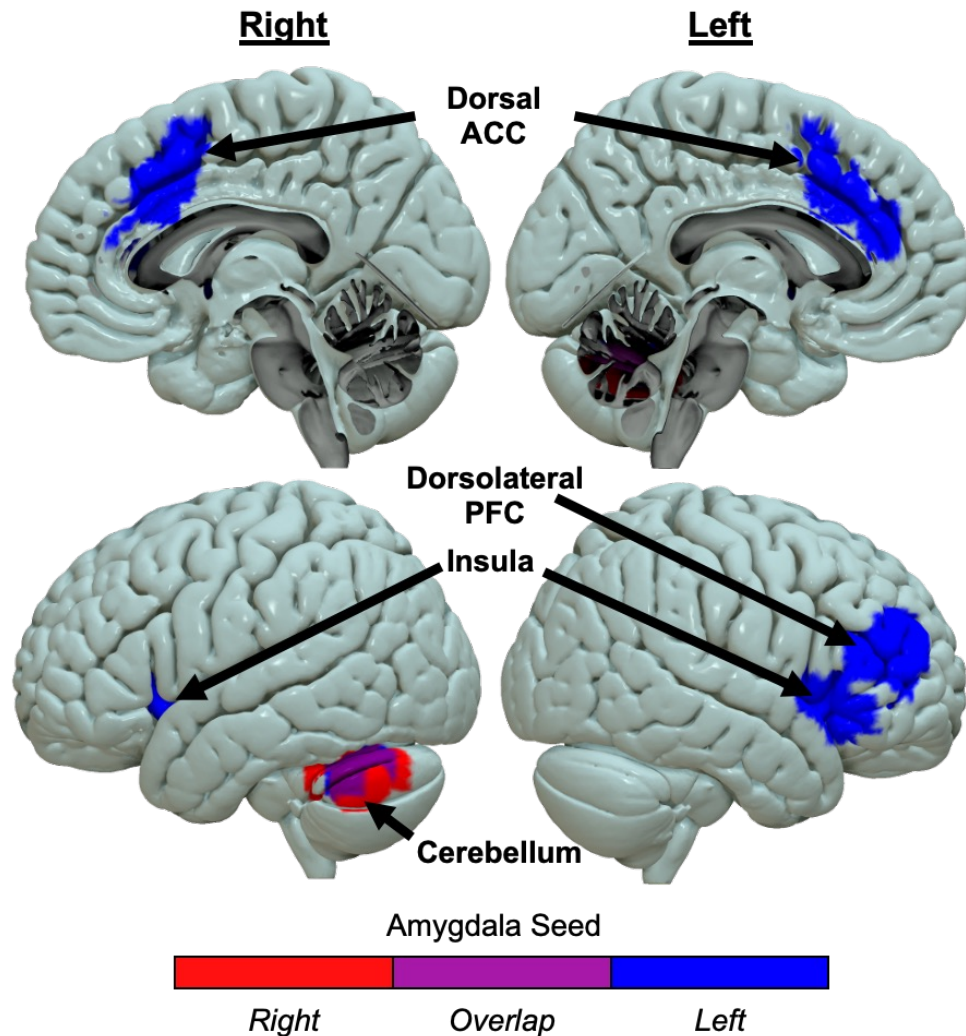 Right
Left
Dorsal
ACC
Dorsolateral
PFC
Insula
Cerebellum
Amygdala Seed
Right
Overlap
Left